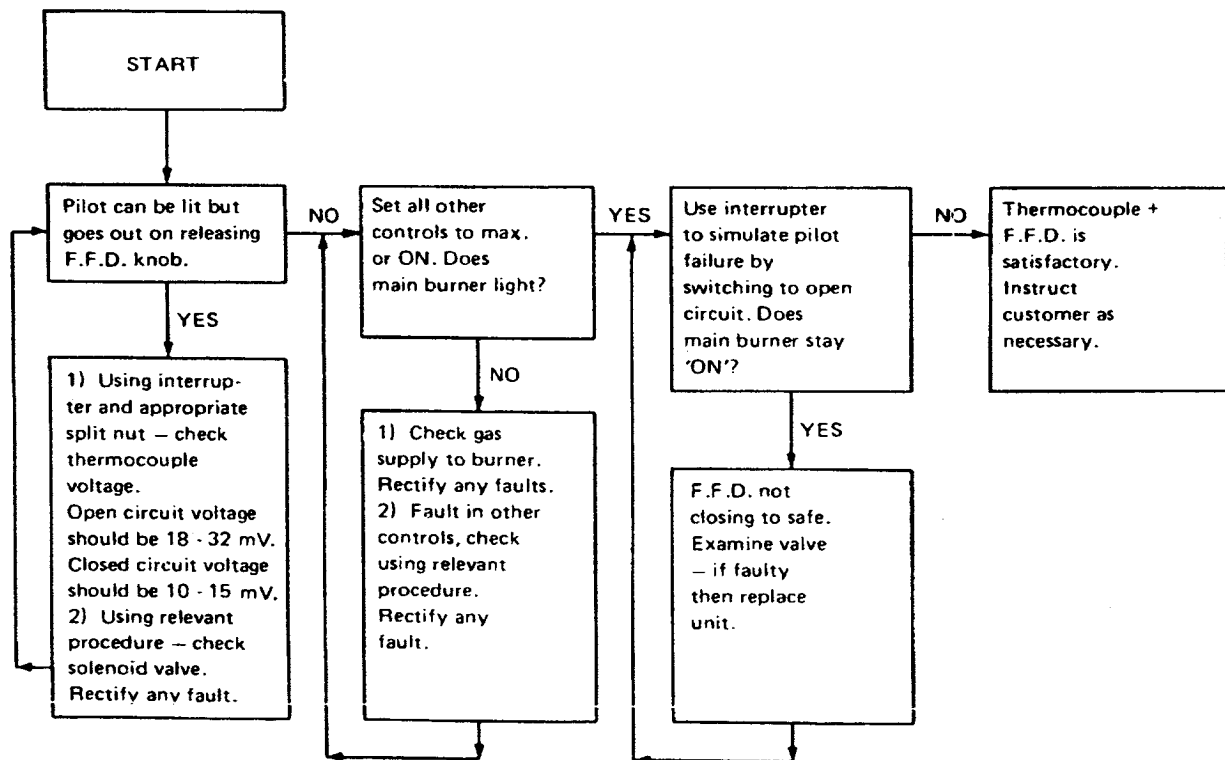 START
Pilot can be lit but
goes out on releasing
F.F.D. knob.
NO
Set all other
controls to max.
or ON. Does
main burner light?
YES
Use interrupter
to simulate pilot
failure by
switching to open
circuit. Does
main burner stay
'ON'?
NO
Thermocouple +
F.F.D. is
satisfactory.
Instruct
customer as
necessary.
YES
1) Using interrup-
ter and appropriate
split nut – check
thermocouple
voltage.
Open circuit voltage
should be 18 - 32 mV.
Closed circuit voltage
should be 10 - 15 mV.
2) Using relevant
procedure – check
solenoid valve.
Rectify any fault.
NO
1) Check gas
supply to burner.
Rectify any faults.
2) Fault in other
controls, check
using relevant
procedure.
Rectify any
fault.
YES
F.F.D. not
closing to safe.
Examine valve
– if faulty
then replace
unit.